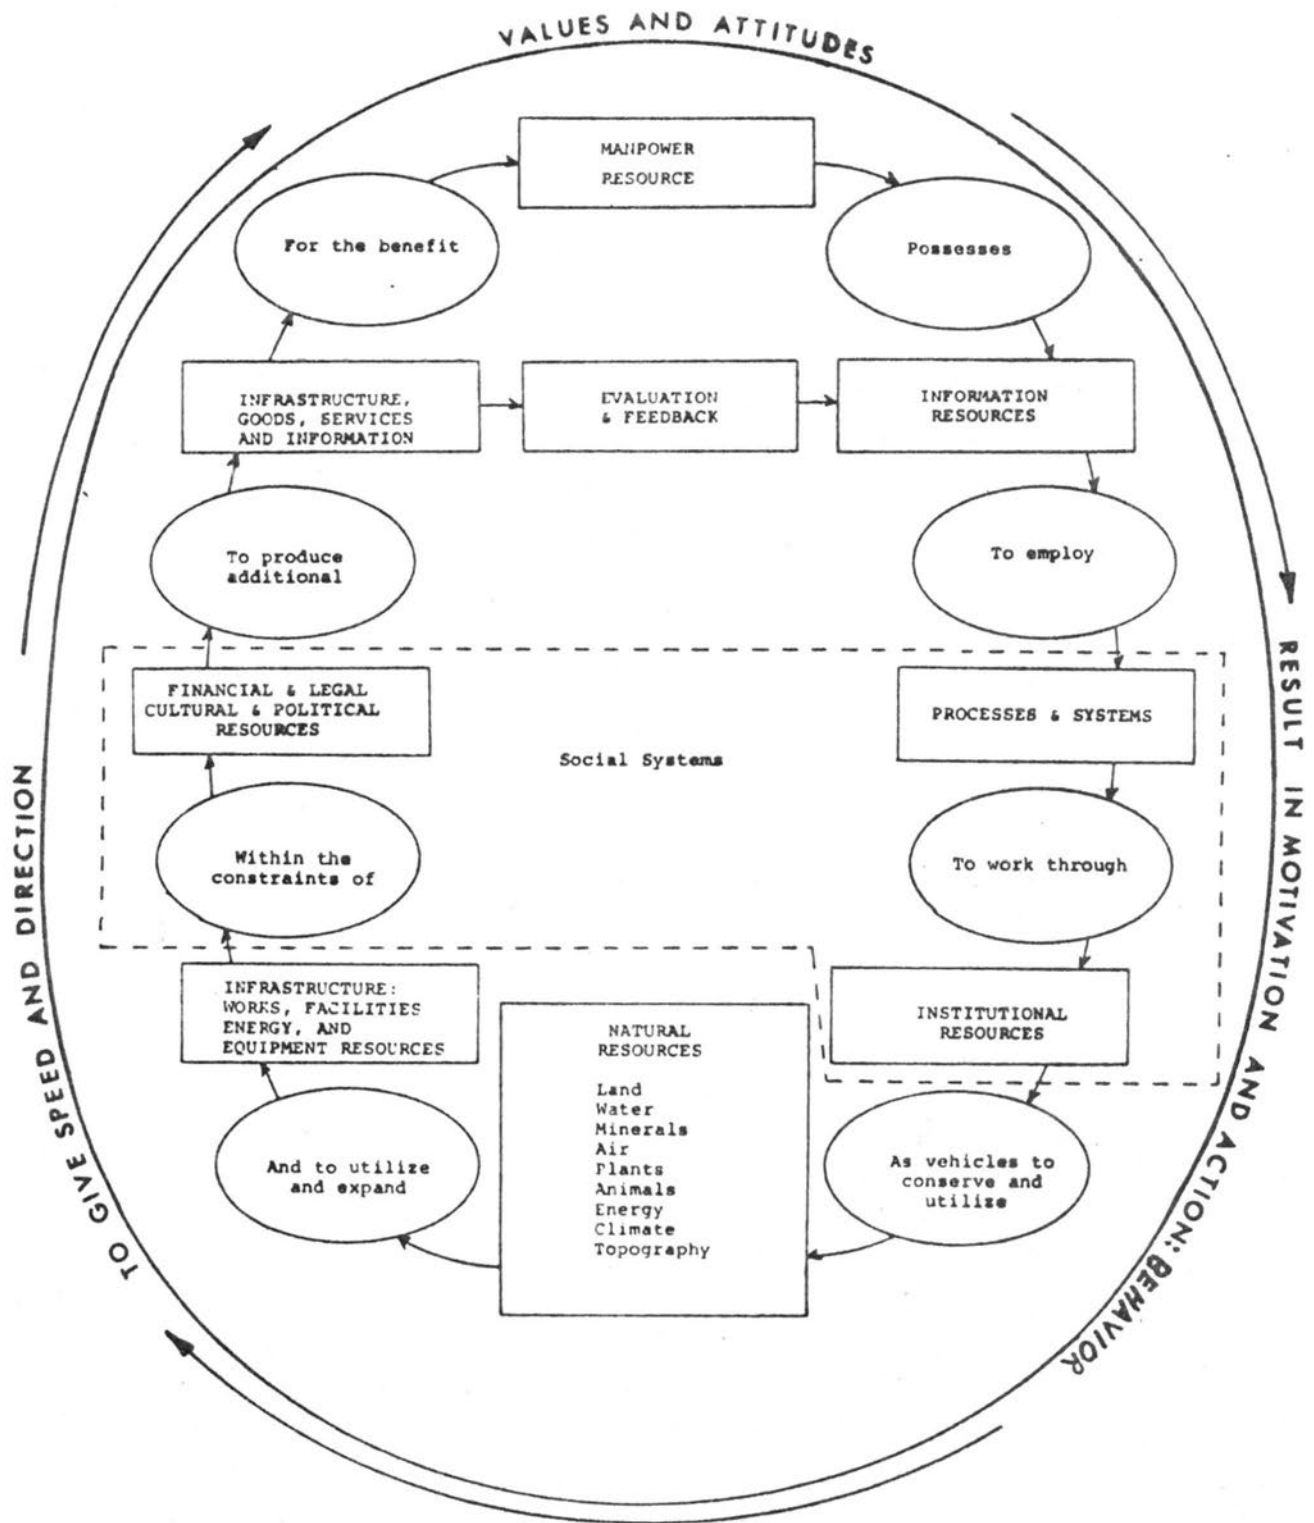 VALUES AND ATTITUDES
MANPOWER
RESOURCE
For the benefit
Possesses
INFRASTRUCTURE,
GOODS, SERVICES
AND INFORMATION
EVALUATION
& FEEDBACK
INFORMATION
RESOURCES
To produce
additional
To employ
FINANCIAL & LEGAL
CULTURAL & POLITICAL
RESOURCES
Social Systems
PROCESSES & SYSTEMS
Within the
constraints of
To work through
INFRASTRUCTURE:
WORKS, FACILITIES
ENERGY, AND
EQUIPMENT RESOURCES
NATURAL
RESOURCES
Land
Water
Minerals
Air
Plants
Animals
Energy
Climate
Topography
INSTITUTIONAL
RESOURCES
And to utilize
and expand
As vehicles to
conserve and
utilize
RESULT IN MOTIVATION AND ACTION: BEHAVIOR
TO GIVE SPEED AND DIRECTION